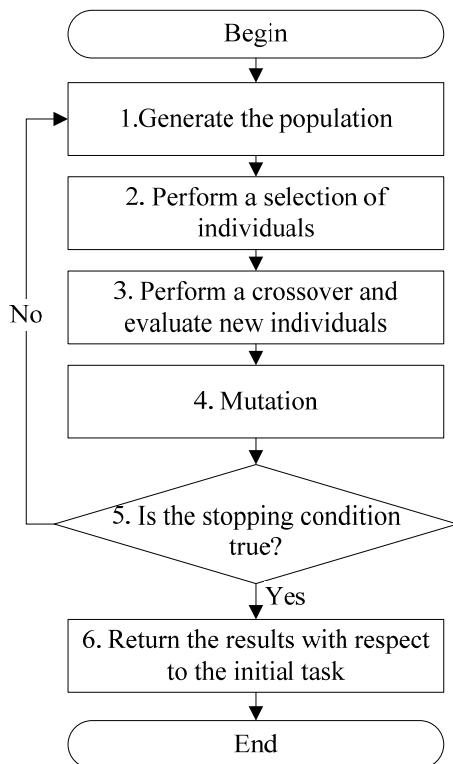 Begin
1.Generate the population
2. Perform a selection of
individuals
3. Perform a crossover and
evaluate new individuals
No
4. Mutation
5. Is the stopping condition
true?
Yes
6. Return the results with respect
to the initial task
End